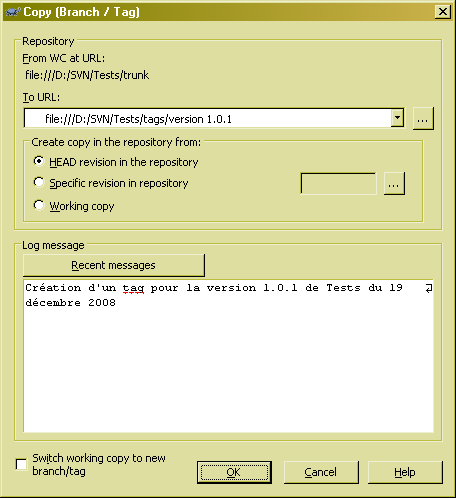 Copy (Branch / Tag)
Repository
From WC at URL:
file:///D:/SVN/Tests/trunk
To URL:
file:///D:/SVN/Tests/tags/version 1.0.1
...
Create copy in the repository from:
HEAD revision in the repository
Specific revision in repository
...
Working copy
Log message
Recent messages
Création d'un tag pour la version 1.0.1 de Tests du 19
décembre 2008
Switch working copy to new
branch/tag
OK
Cancel
Help